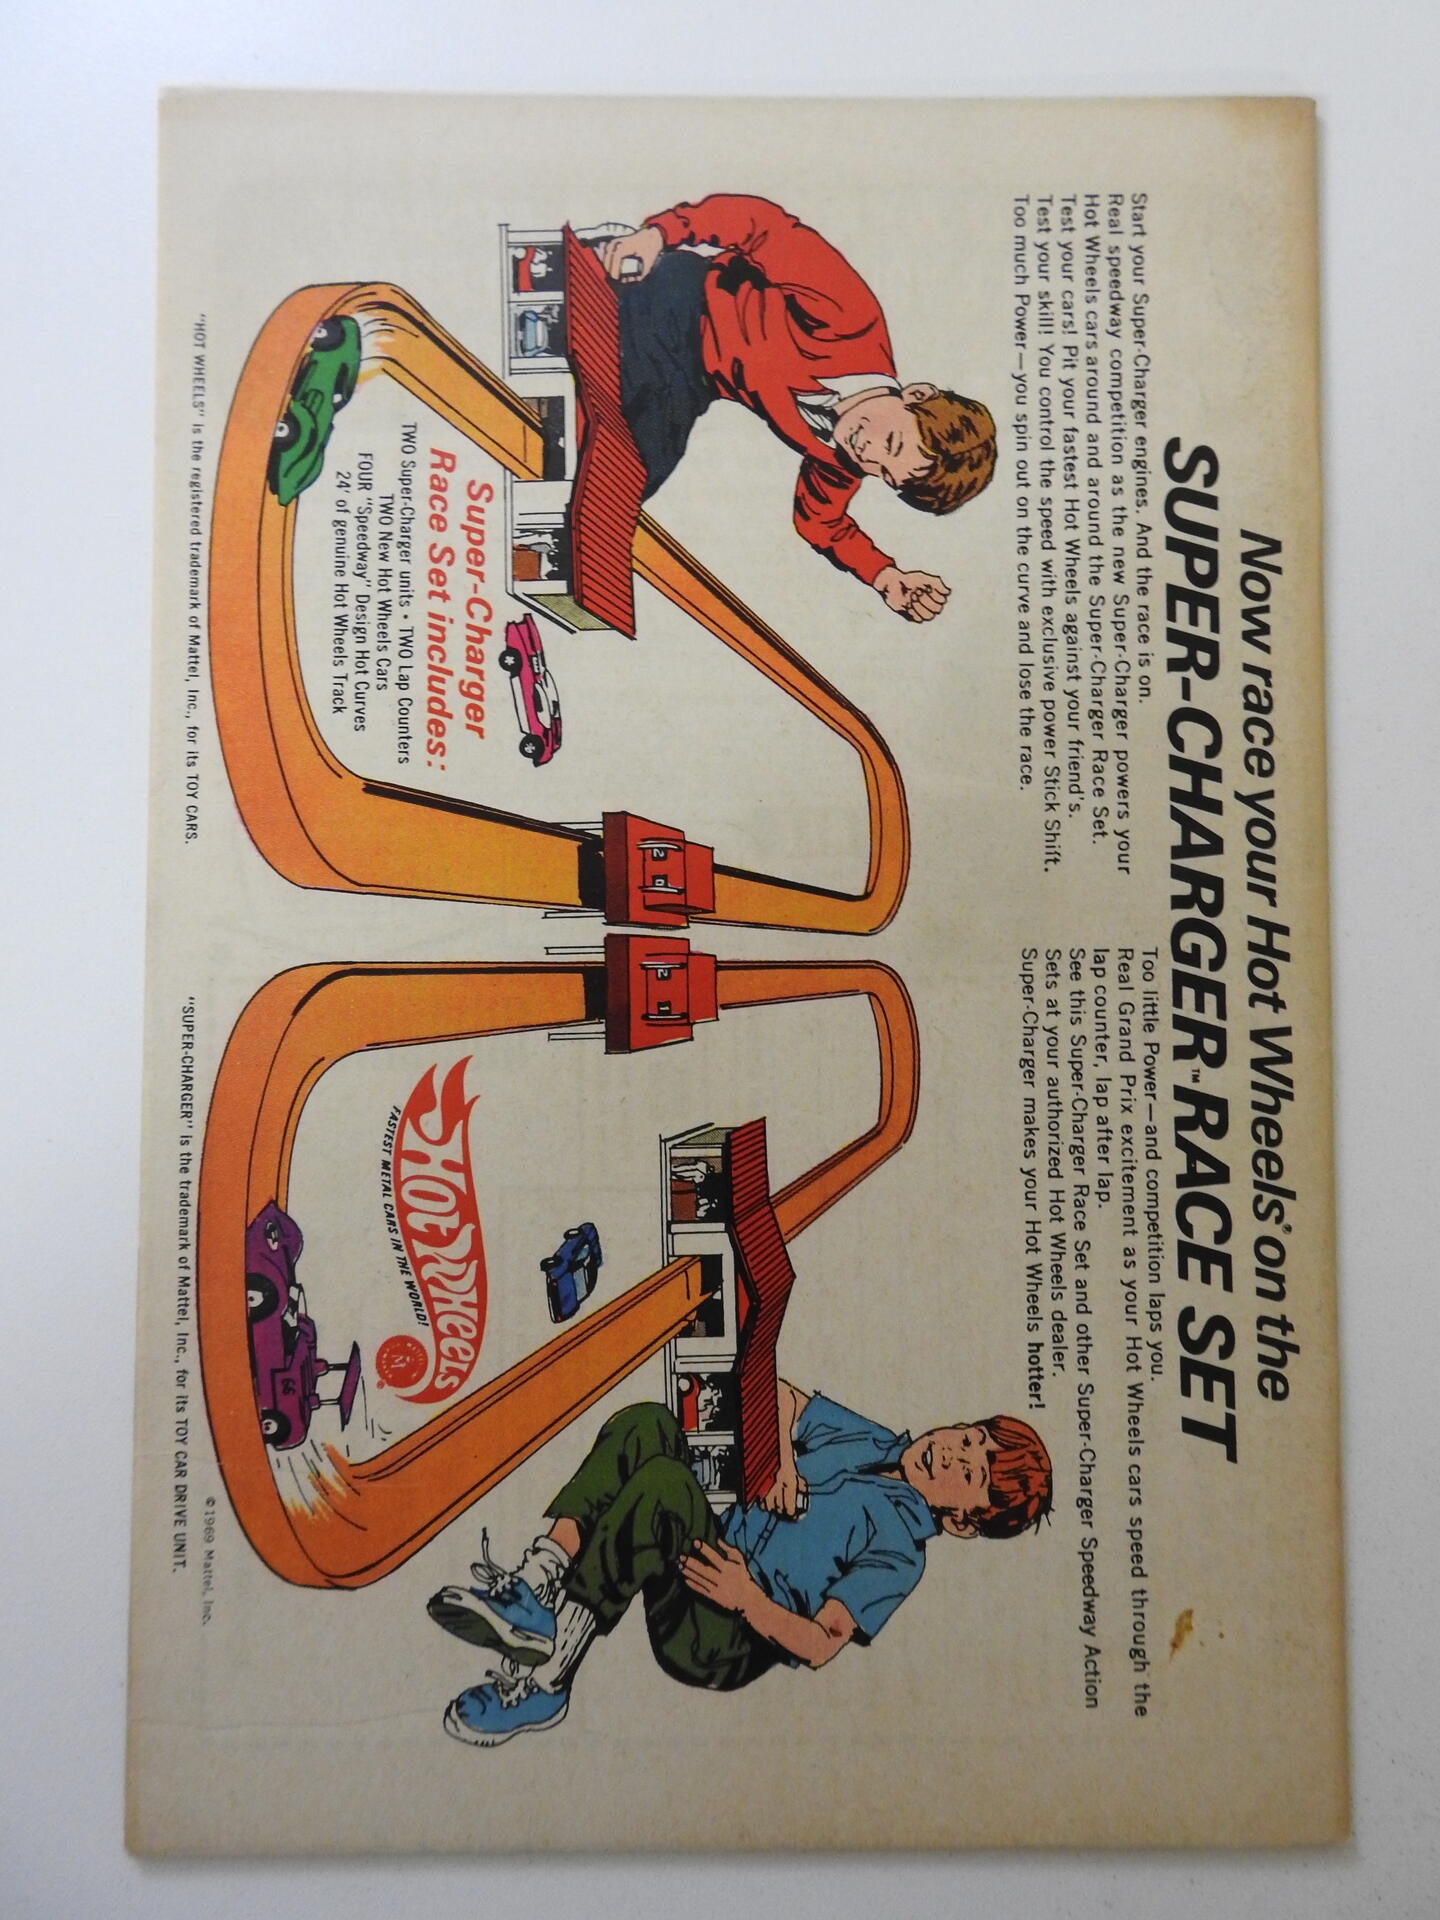 Now race your Hot Wheels® on the
SUPER-CHARGER™ RACE SET
Start your Super-Charger engines. And the race is on.
Real speedway competition as the new Super-Charger powers your
Hot Wheels cars around and around the Super-Charger Race Set.
Test your cars! Pit your fastest Hot Wheels against your friend's.
Test your skill! You control the speed with exclusive power Stick Shift.
Too much Power—you spin out on the curve and lose the race.
Too little Power—and competition laps you.
Real Grand Prix excitement as your Hot Wheels cars speed through the
lap counter, lap after lap.
See this Super-Charger Race Set and other Super-Charger Speedway Action
Sets at your authorized Hot Wheels dealer.
Super-Charger makes your Hot Wheels hotter!
2 0
2 1
Super-Charger
Race Set includes:
TWO Super-Charger units • TWO Lap Counters
TWO New Hot Wheels Cars
FOUR "Speedway" Design Hot Curves
24' of genuine Hot Wheels Track
HOT WHEELS
FASTEST METAL CARS IN THE WORLD!
M
®
66
©1969 Mattel, Inc.
"HOT WHEELS" is the registered trademark of Mattel, Inc., for its TOY CARS.
"SUPER-CHARGER" is the trademark of Mattel, Inc., for its TOY CAR DRIVE UNIT.